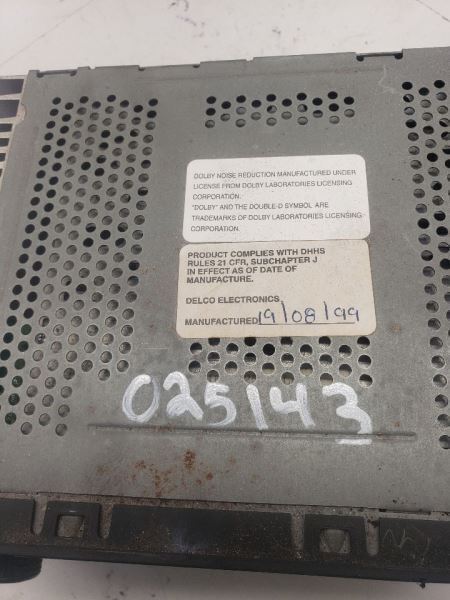 DOLBY NOISE REDUCTION MANUFACTURED UNDER
LICENSE FROM DOLBY LABORATORIES LICENSING
CORPORATION.
"DOLBY" AND THE DOUBLE-D SYMBOL ARE
TRADEMARKS OF DOLBY LABORATORIES LICENSING
CORPORATION.
PRODUCT COMPLIES WITH DHHS
RULES 21 CFR, SUBCHAPTER J
IN EFFECT AS OF DATE OF
MANUFACTURE.
DELCO ELECTRONICS
MANUFACTURED 19/08/99
025143